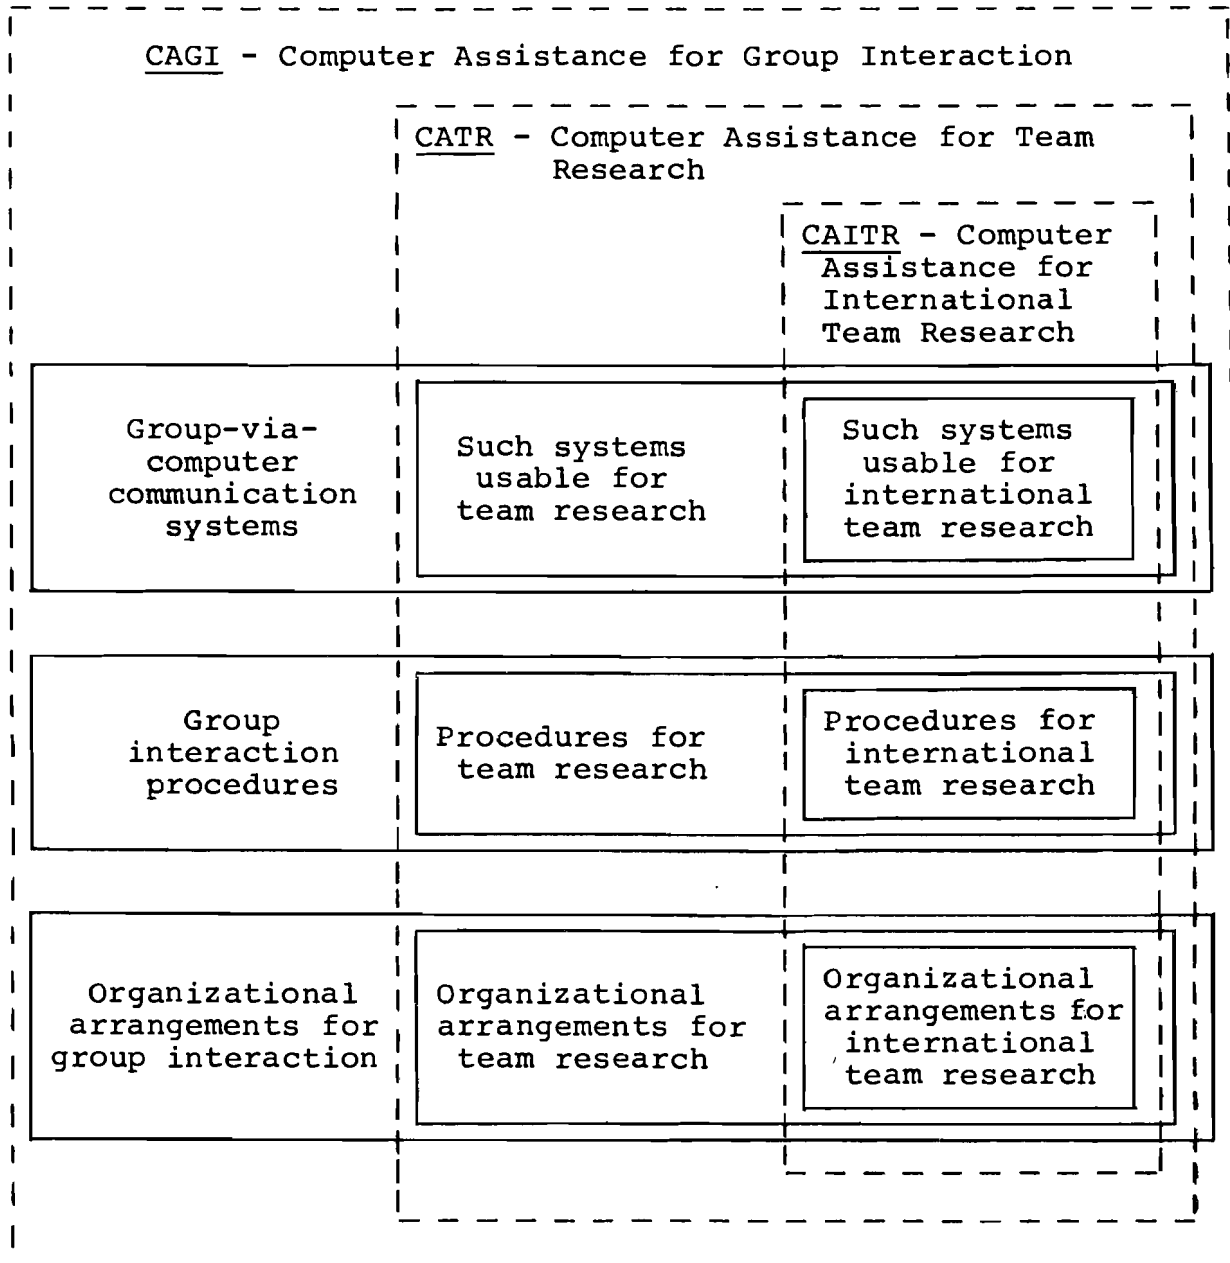 CAGI - Computer Assistance for Group Interaction
CATR - Computer Assistance for Team
Research
CAITR - Computer
Assistance for
International
Team Research
Group-via-
computer
communication
systems
Such systems
usable for
team research
Such systems
usable for
international
team research
Group
interaction
procedures
Procedures for
team research
Procedures for
international
team research
Organizational
arrangements for
group interaction
Organizational
arrangements for
team research
Organizational
arrangements for
international
team research